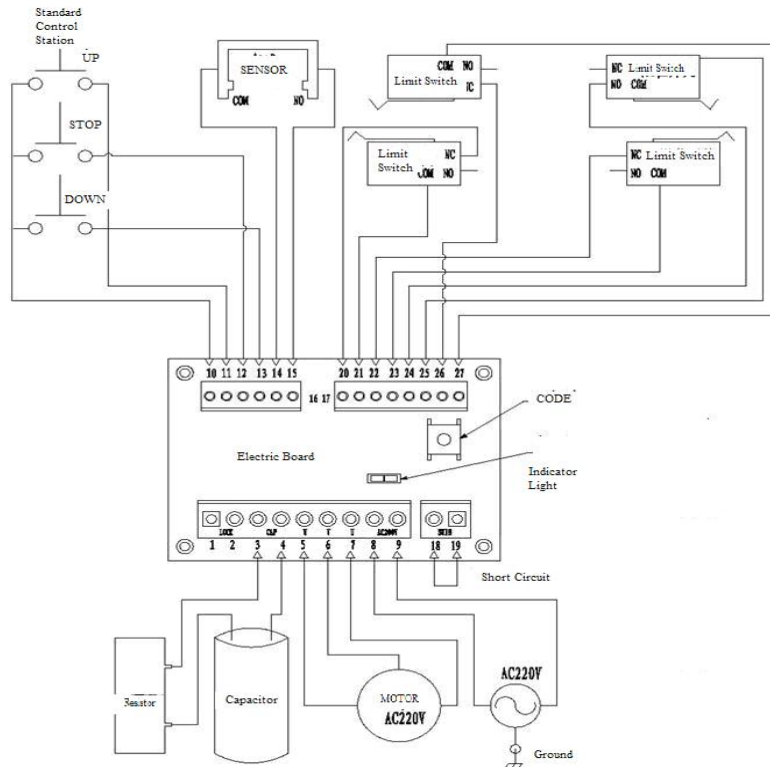 Standard
Control
Station
UP
STOP
DOWN
SENSOR
COM NO
COM NO
Limit Switch
IC
NC Limit Switch
NO COM
Limit NC
Switch
COM NO
NC Limit Switch
NO COM
10 11 12 13 14 15
20 21 22 23 24 25 26 27
16 17
CODE
Electric Board
Indicator
Light
LOCK CAP
AC200V
1 2 3 4 5 6 7 8 9
18 19
Short Circuit
Capacitor
MOTOR
AC220V
AC220V
Ground